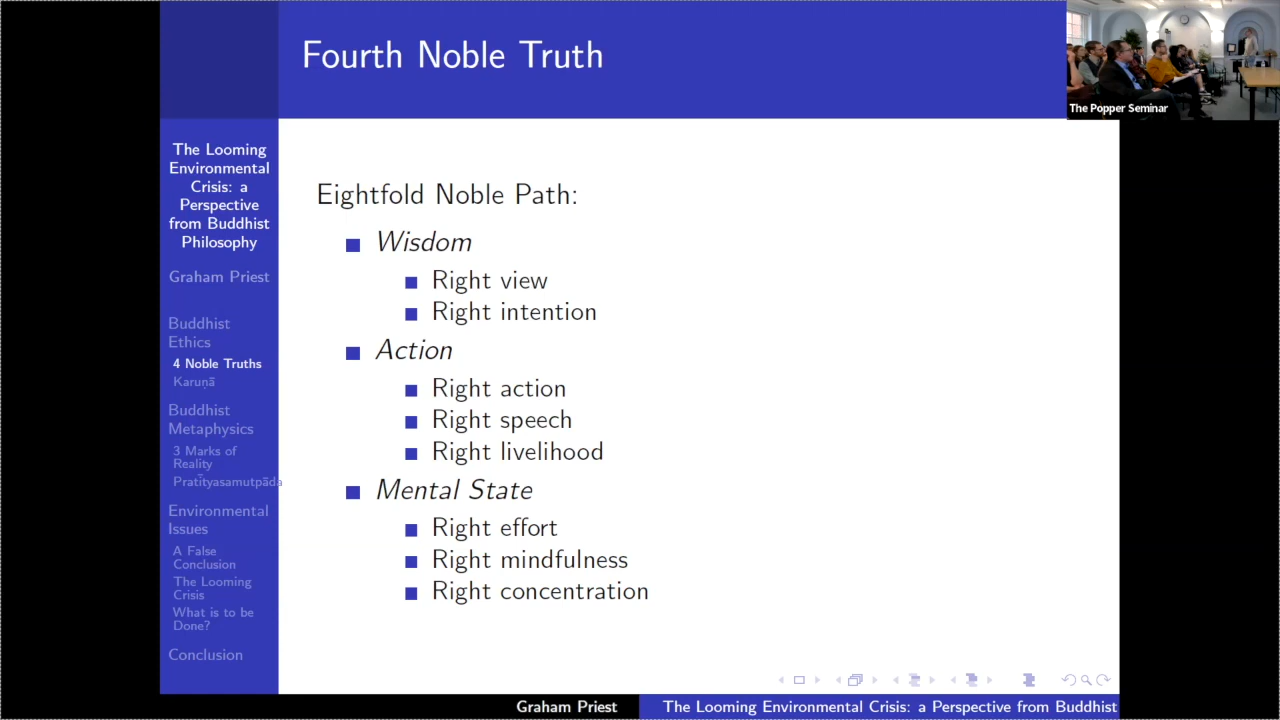 Fourth Noble Truth
The Popper Seminar
The Looming
Environmental
Crisis: a
Perspective
from Buddhist
Philosophy
Graham Priest
Buddhist
Ethics
4 Noble Truths
Karuṇā
Buddhist
Metaphysics
3 Marks of
Reality
Pratītyasamutpāda
Environmental
Issues
A False
Conclusion
The Looming
Crisis
What is to be
Done?
Conclusion
Eightfold Noble Path:
Wisdom
Right view
Right intention
Action
Right action
Right speech
Right livelihood
Mental State
Right effort
Right mindfulness
Right concentration
Graham Priest
The Looming Environmental Crisis: a Perspective from Buddhist